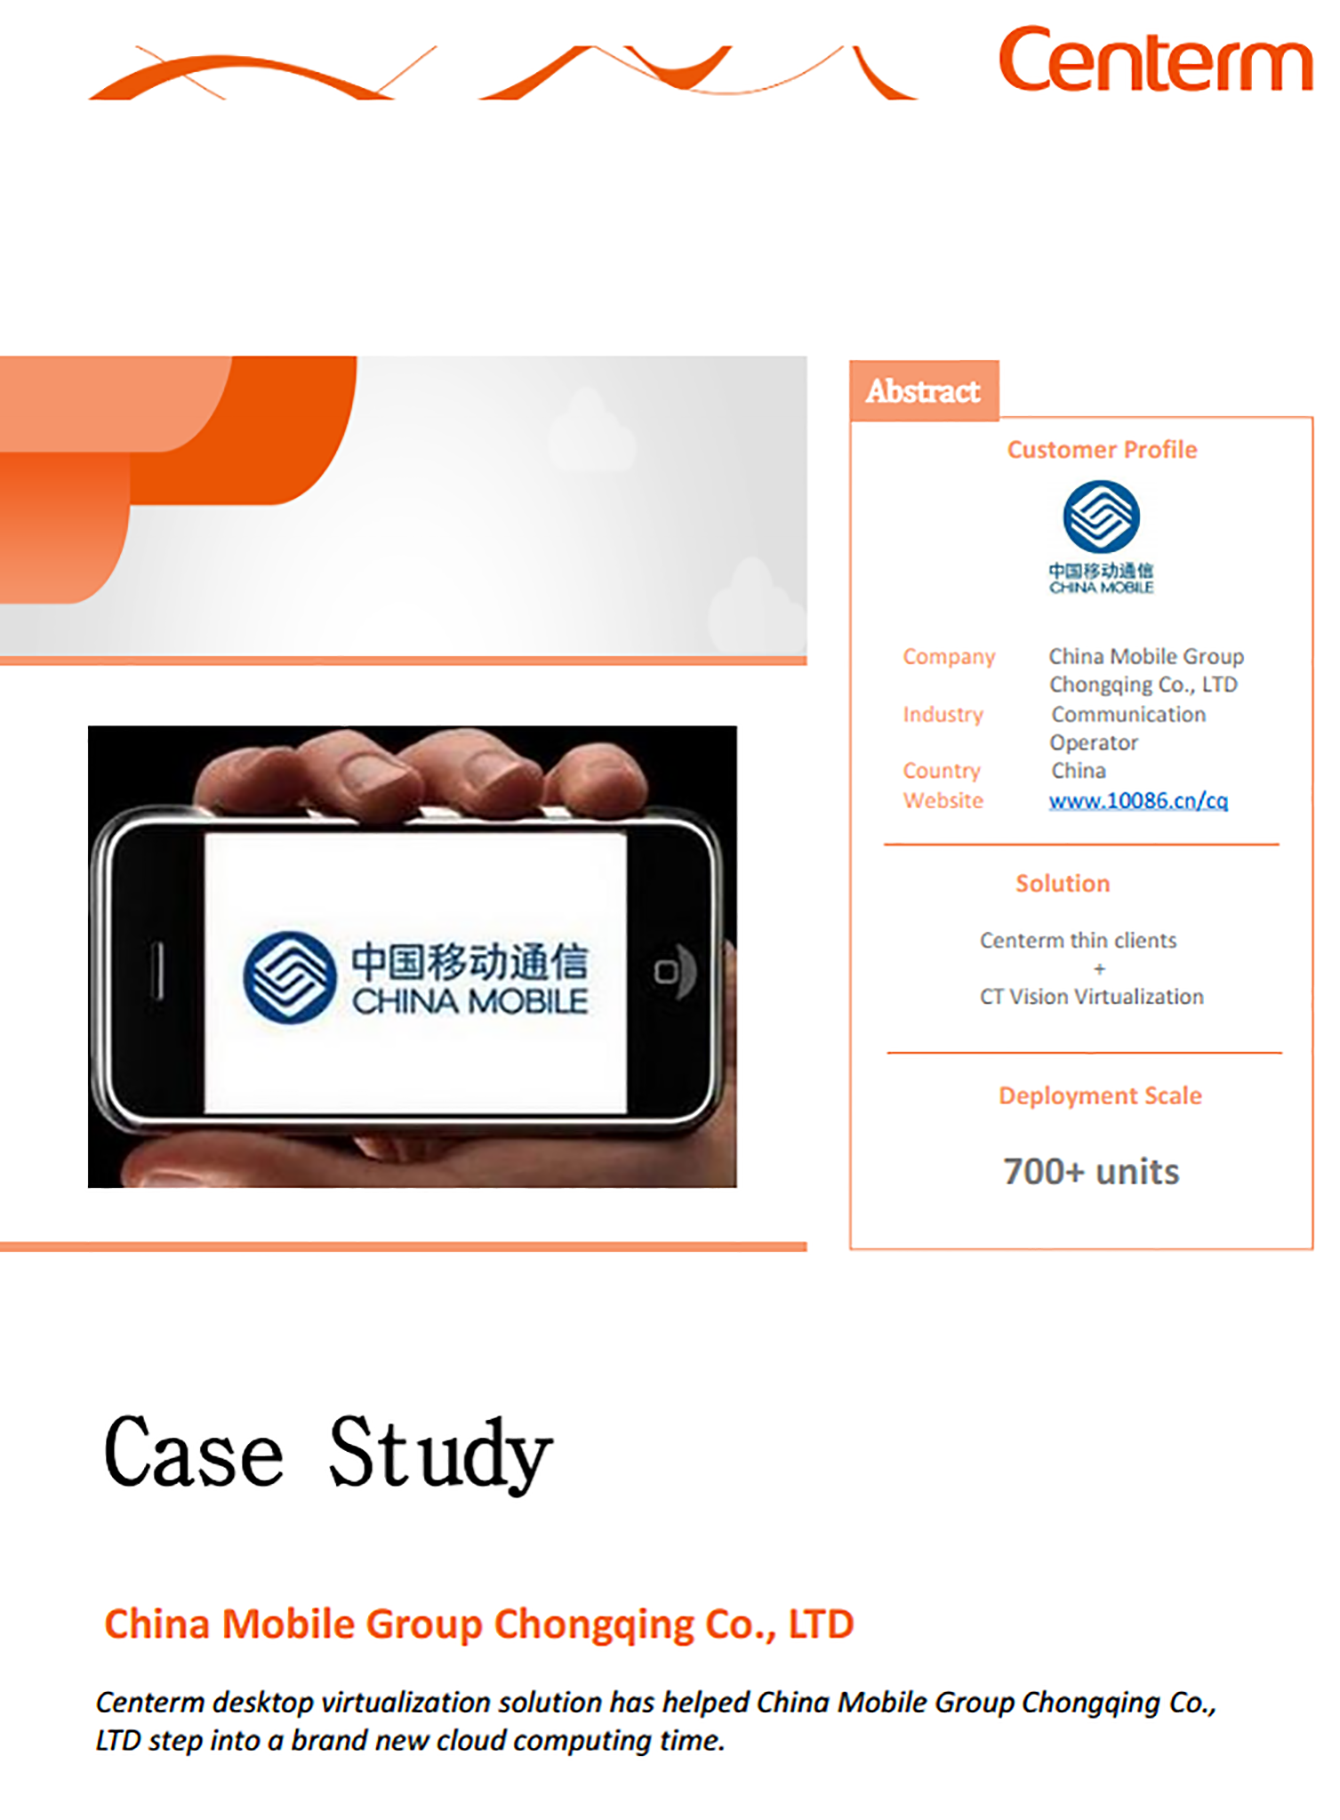 Centerm
Abstract
Customer Profile
中国移动通信
CHINA MOBILE
Company China Mobile Group
Chongqing Co., LTD
Industry Communication
Operator
Country China
Website www.10086.cn/cq
Solution
Centerm thin clients
+
CT Vision Virtualization
Deployment Scale
700+ units
中国移动通信
CHINA MOBILE
Case Study
China Mobile Group Chongqing Co., LTD
Centerm desktop virtualization solution has helped China Mobile Group Chongqing Co.,
LTD step into a brand new cloud computing time.